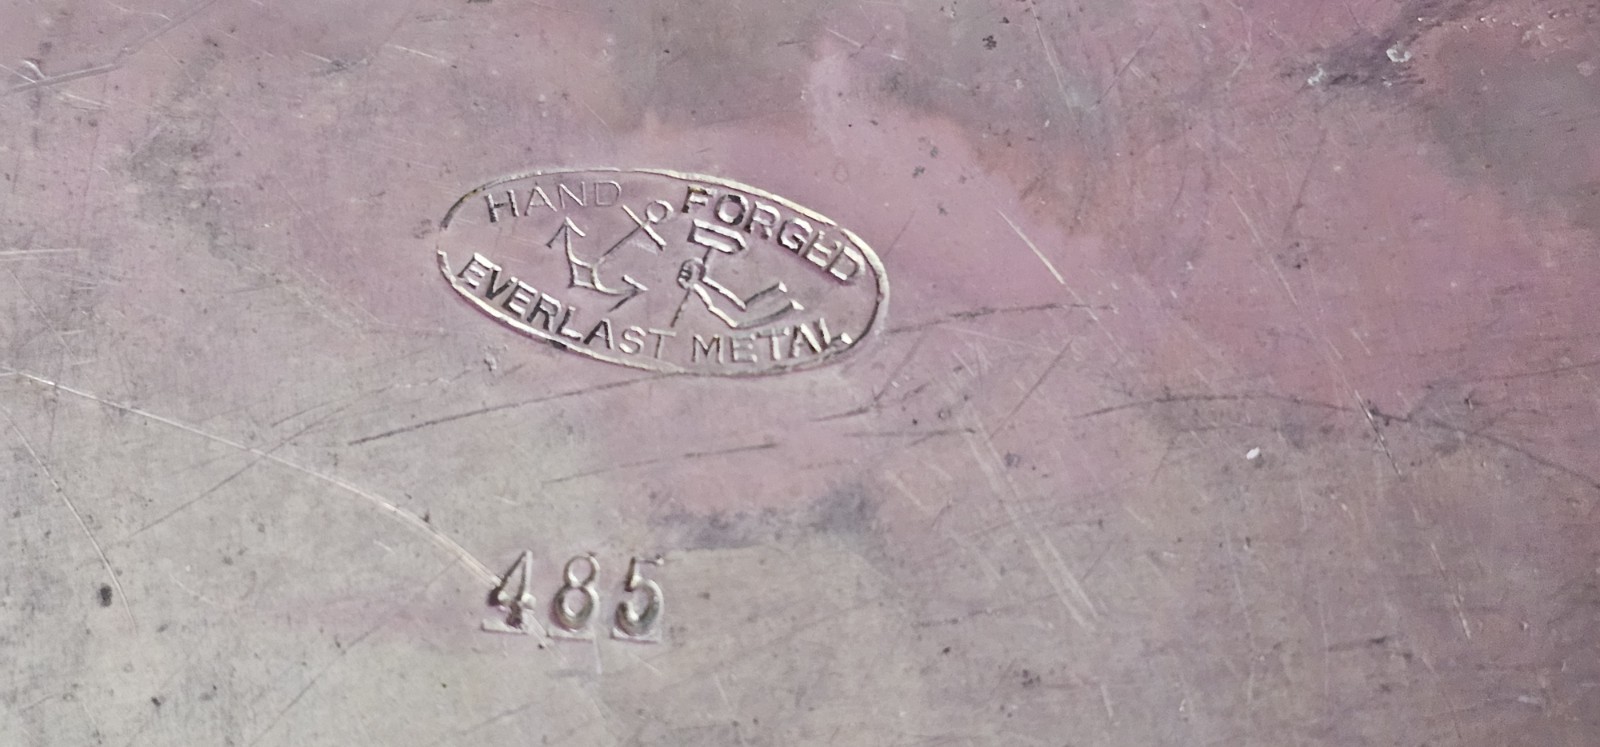 HAND FORGED
EVERLAST METAL
485